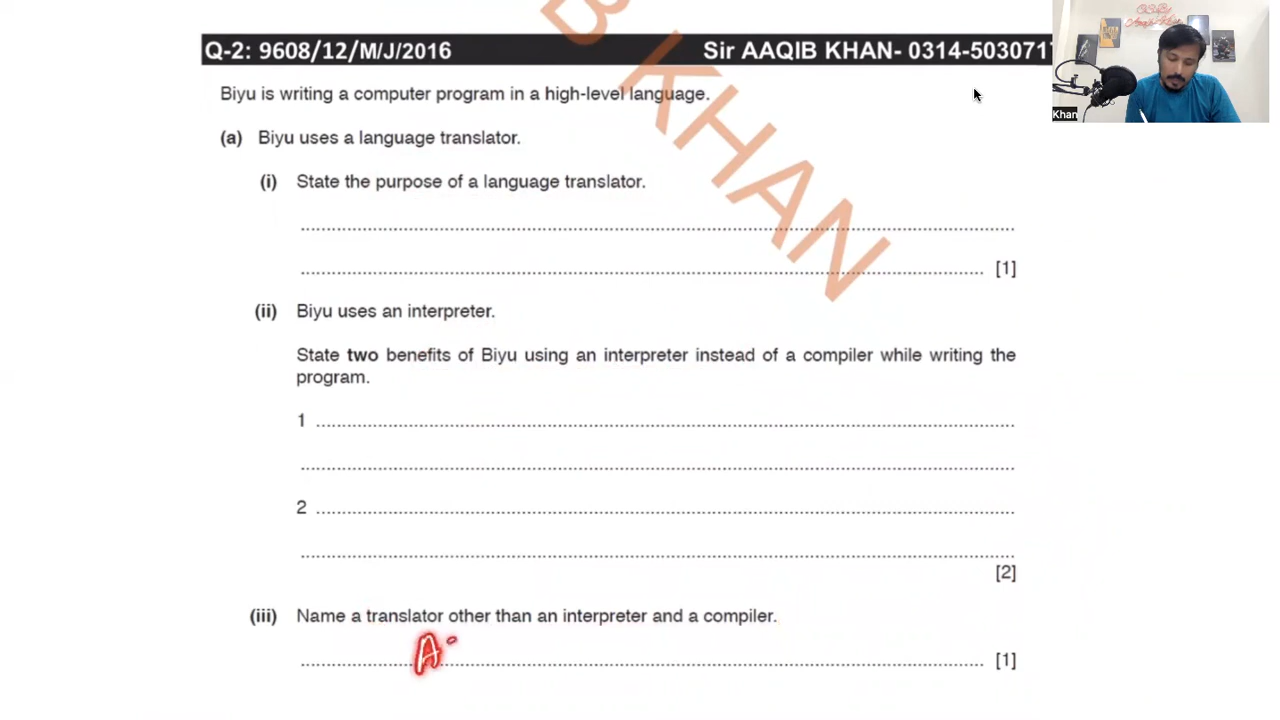 Q-2: 9608/12/M/J/2016 Sir AAQIB KHAN- 0314-5030717
Biyu is writing a computer program in a high-level language.
(a) Biyu uses a language translator.
(i) State the purpose of a language translator.
[1]
(ii) Biyu uses an interpreter.
State two benefits of Biyu using an interpreter instead of a compiler while writing the
program.
1
2
[2]
(iii) Name a translator other than an interpreter and a compiler.
A
[1]
B KHAN
Khan